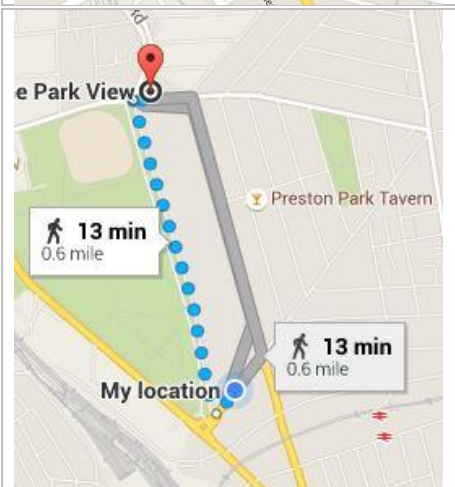 e Park View
Preston Park Tavern
13 min
0.6 mile
13 min
0.6 mile
My location